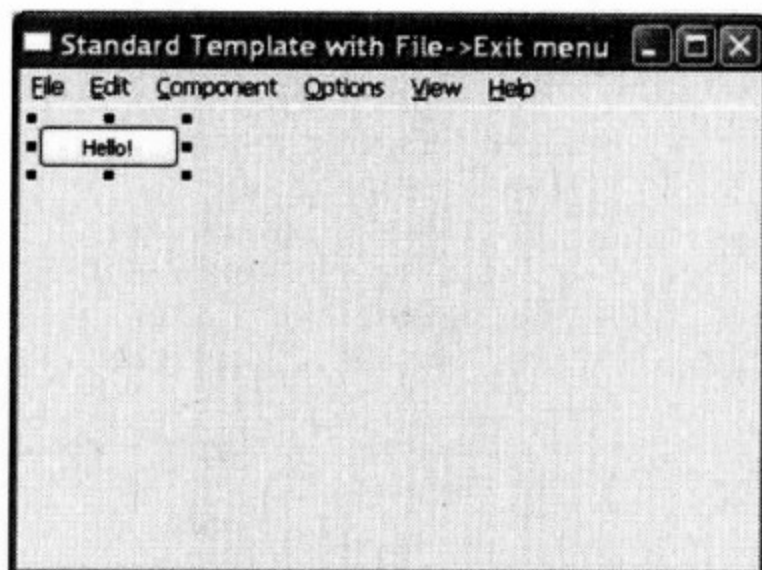 Standard Template with File->Exit menu
File Edit Component Options View Help
Hello!